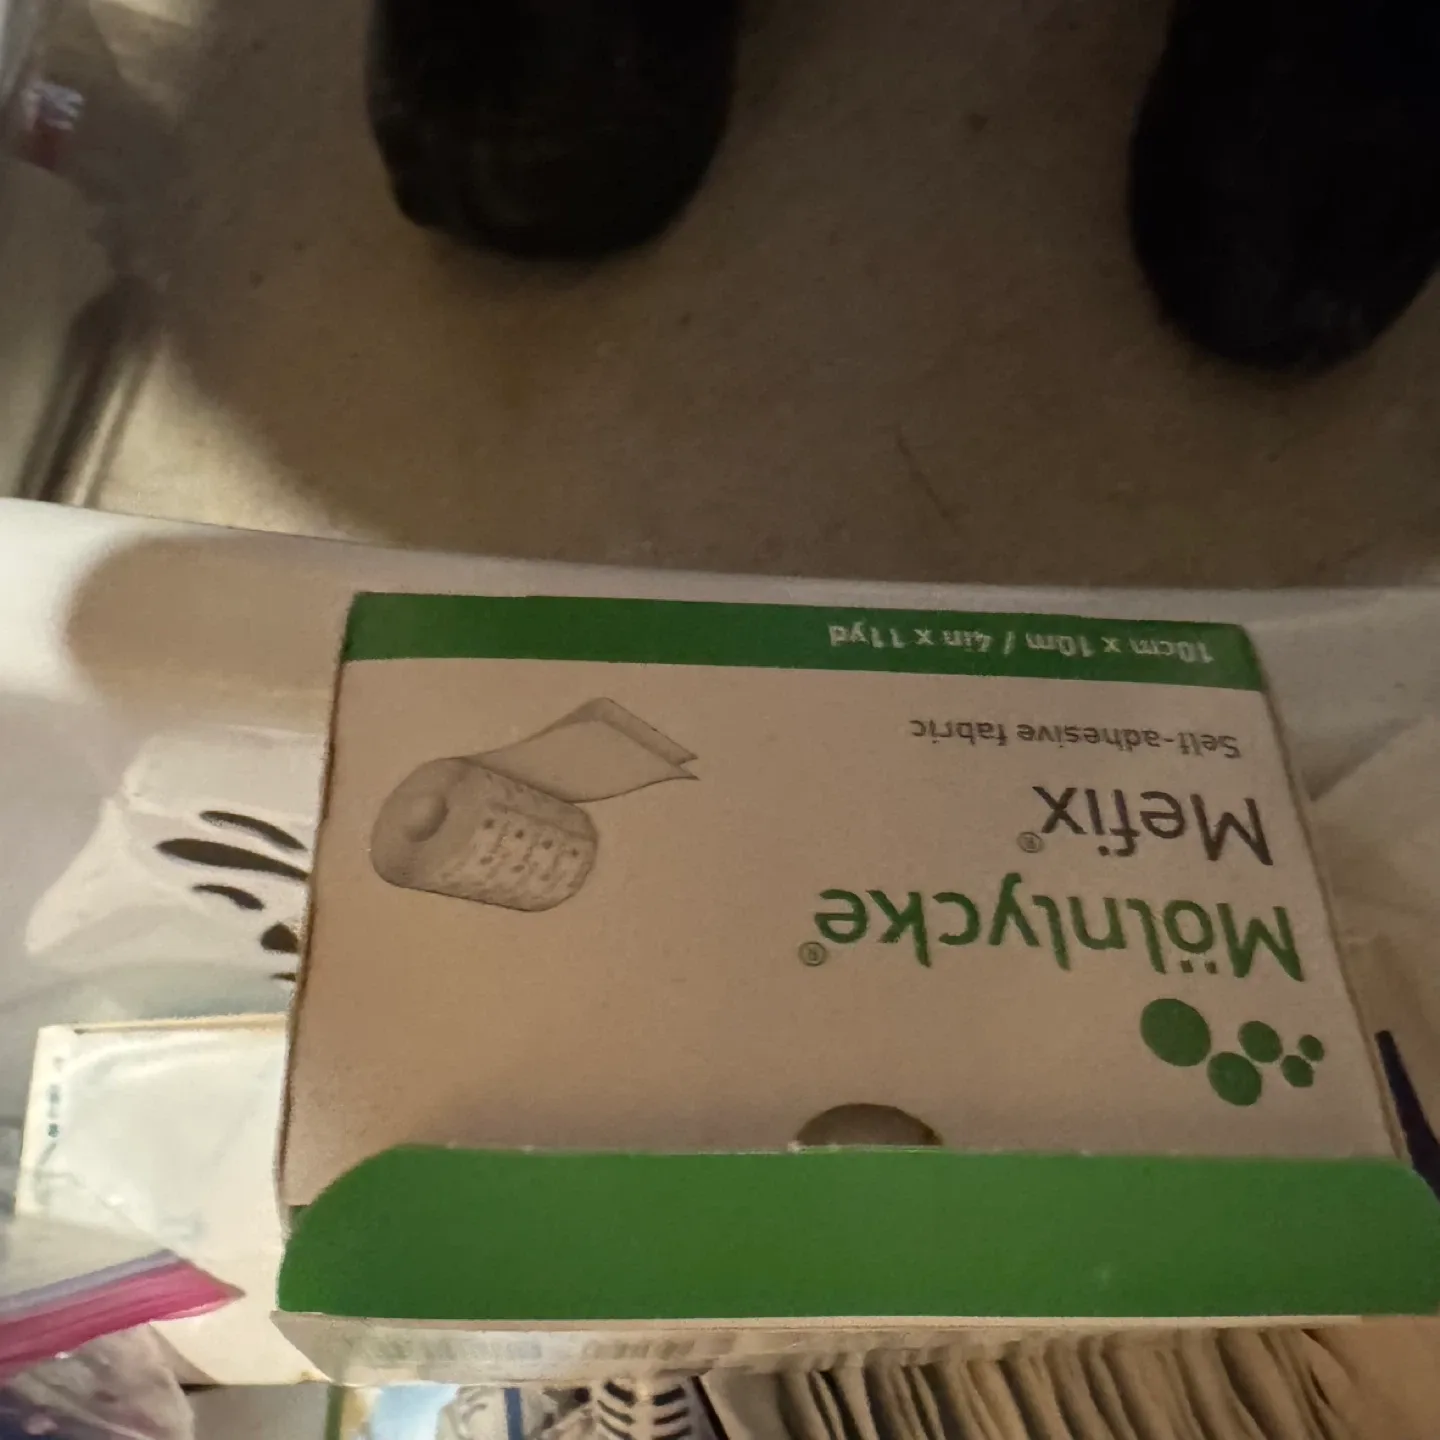 Mölnlycke®
Mefix®
Self-adhesive fabric
10cm x 10m / 4in x 11yd